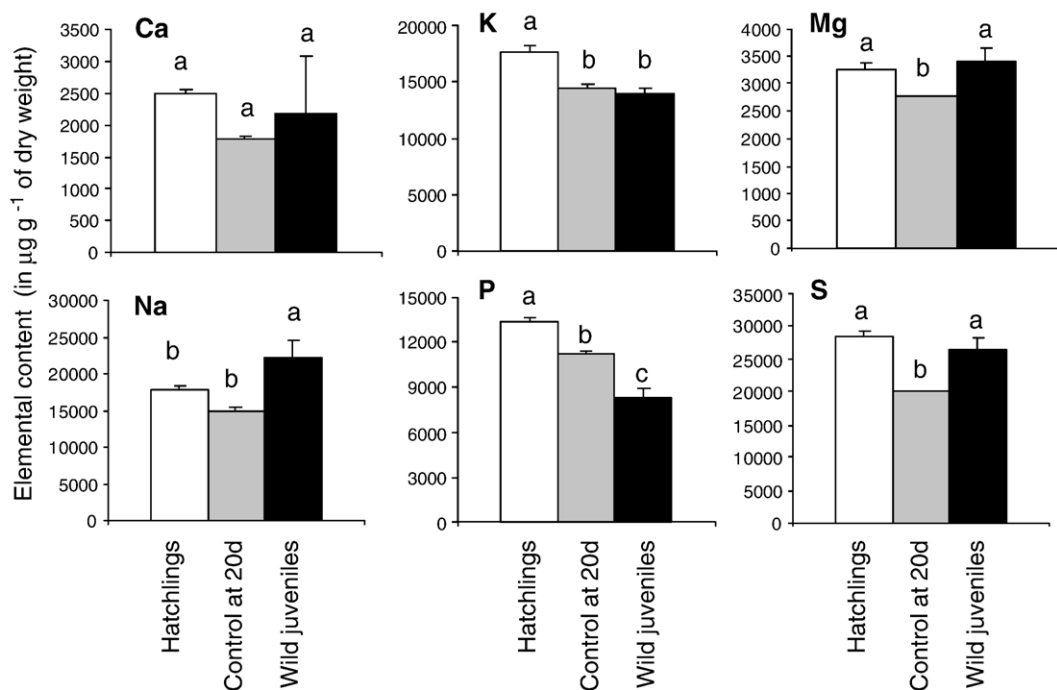 Elemental content (in µg g⁻¹ of dry weight)
Ca
3500
3000
2500
2000
1500
1000
500
0
a
a
a
K
20000
15000
10000
5000
0
a
b
b
Mg
4000
3500
3000
2500
2000
1500
1000
500
0
a
b
a
Na
30000
25000
20000
15000
10000
5000
0
b
b
a
P
15000
12000
9000
6000
3000
0
a
b
c
S
35000
30000
25000
20000
15000
10000
5000
0
a
b
a
Hatchlings
Control at 20d
Wild juveniles
Hatchlings
Control at 20d
Wild juveniles
Hatchlings
Control at 20d
Wild juveniles